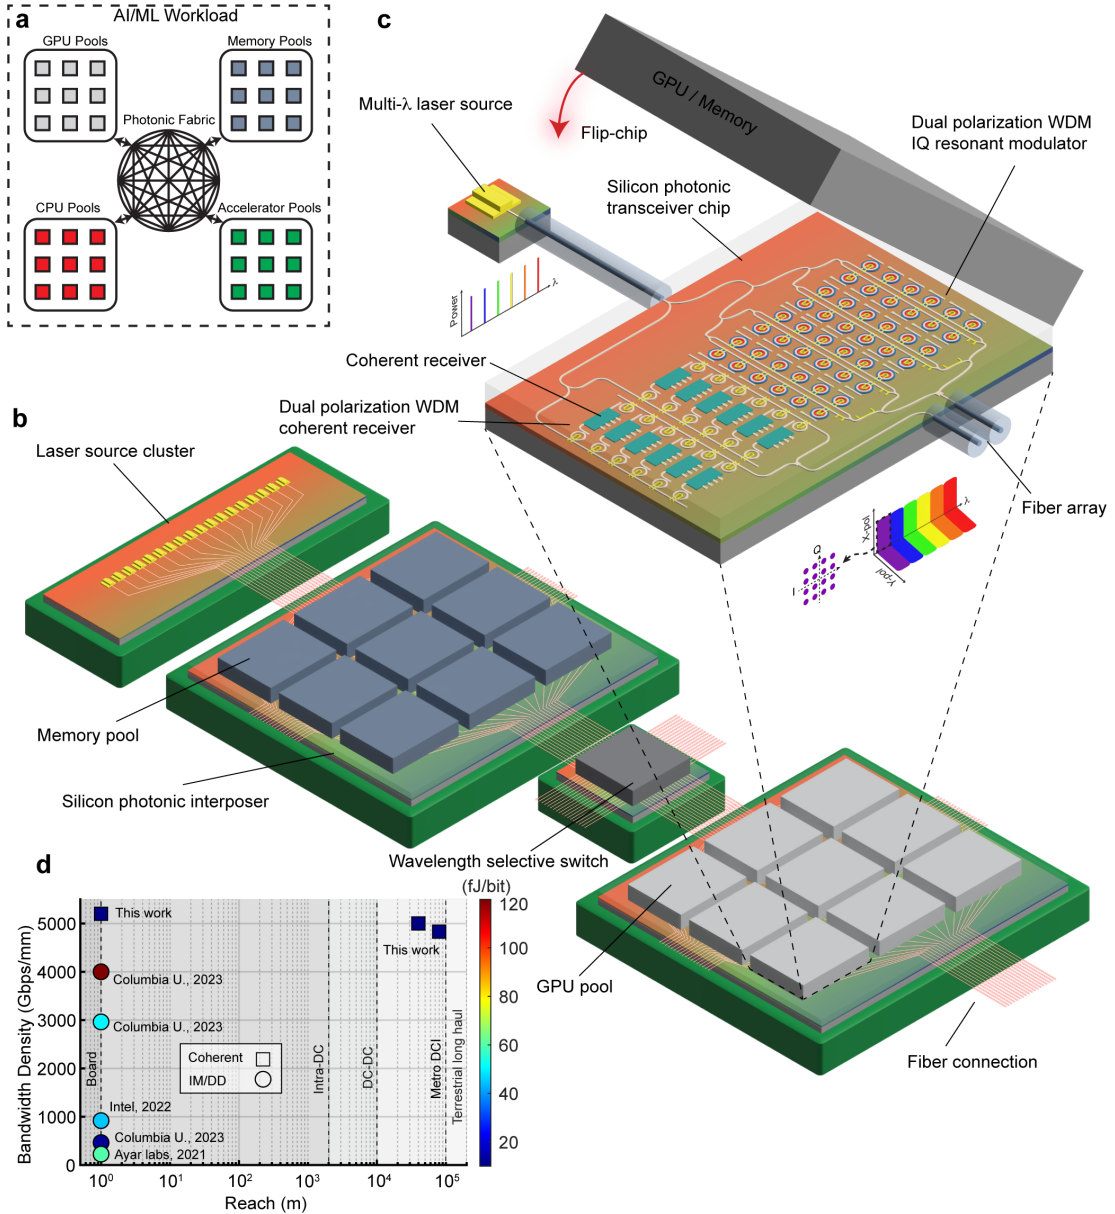 a
AI/ML Workload
GPU Pools
Memory Pools
Photonic Fabric
CPU Pools
Accelerator Pools
c
GPU / Memory
Multi-λ laser source
Flip-chip
Dual polarization WDM
IQ resonant modulator
Silicon photonic
transceiver chip
Power
λ
Coherent receiver
Dual polarization WDM
coherent receiver
Fiber array
X-pol
Y-pol
λ
Q
I
b
Laser source cluster
Memory pool
Silicon photonic interposer
Wavelength selective switch
GPU pool
Fiber connection
d
(fJ/bit)
120
100
80
60
40
20
Bandwidth Density (Gbps/mm)
5000
4000
3000
2000
1000
0
This work
This work
Columbia U., 2023
Columbia U., 2023
Coherent
IM/DD
Intel, 2022
Columbia U., 2023
Ayar labs, 2021
Board
Intra-DC
DC-DC
Metro DCI
Terrestrial long haul
10⁰ 10¹ 10² 10³ 10⁴ 10⁵
Reach (m)